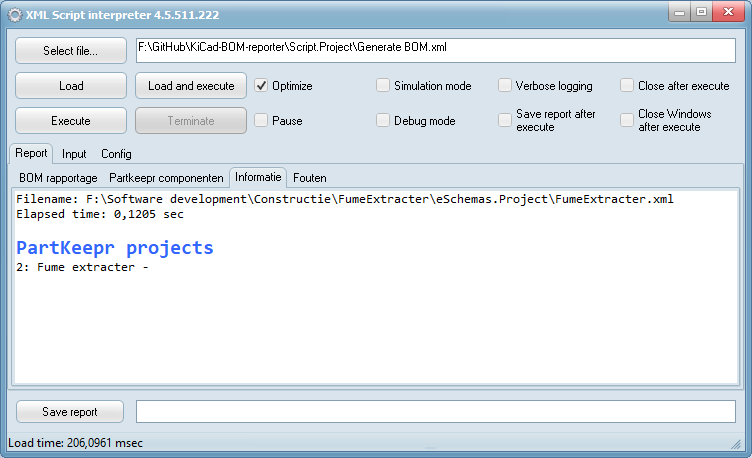 XML Script interpreter 4.5.511.222
Select file...
F:\GitHub\KiCad-BOM-reporter\Script.Project\Generate BOM.xml
Load
Load and execute
Optimize
Simulation mode
Verbose logging
Close after execute
Execute
Terminate
Pause
Debug mode
Save report after
execute
Close Windows
after execute
Report
Input
Config
BOM rapportage
Partkeepr componenten
Informatie
Fouten
Filename: F:\Software development\Constructie\FumeExtracter\eSchemas.Project\FumeExtracter.xml
Elapsed time: 0,1205 sec
PartKeepr projects
2: Fume extracter -
Save report
Load time: 206,0961 msec